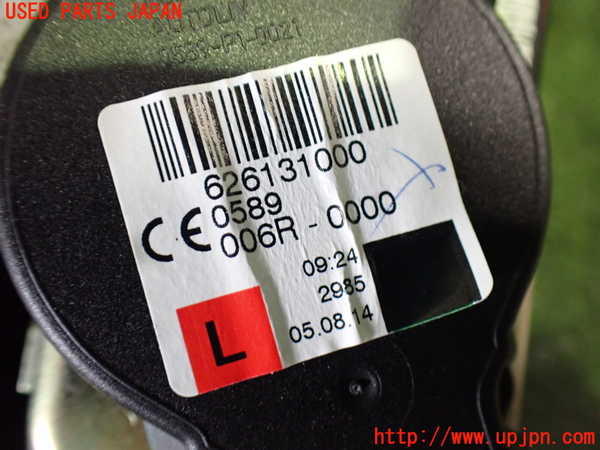 USED PARTS JAPAN
626131000
CE 0589
006R - 0000
09:24
2985
05.08.14
L
http://www.upjpn.com/